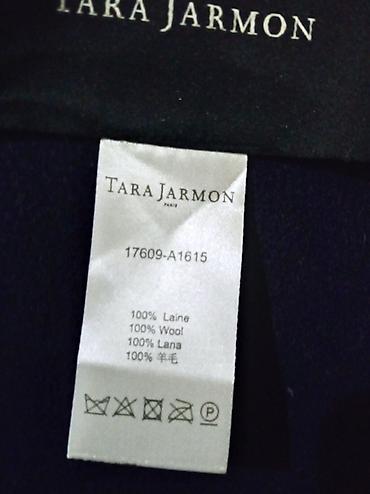 TARA JARMON
TARA JARMON
PARIS
17609-A1615
100% Laine
100% Wool
100% Lana
100% 羊毛
P